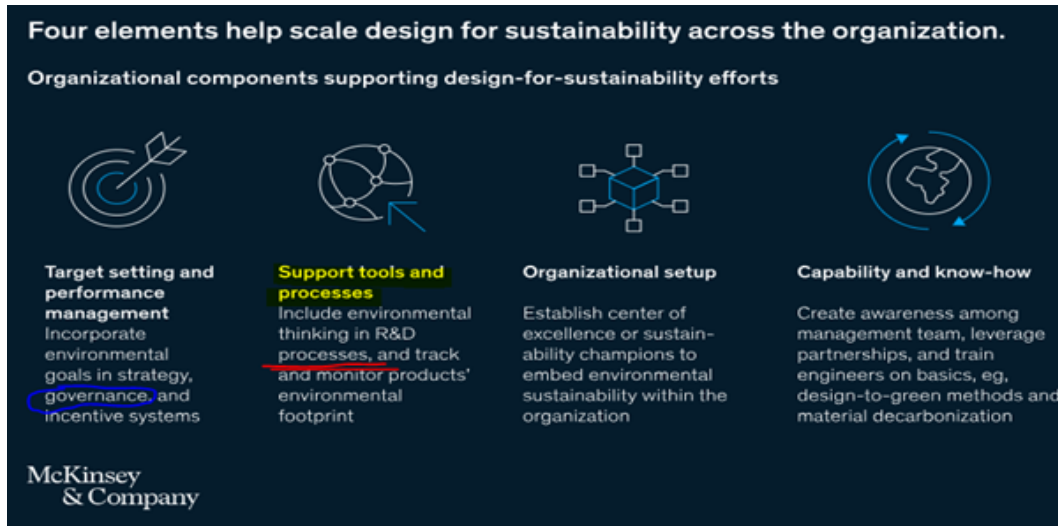 Four elements help scale design for sustainability across the organization.
Organizational components supporting design-for-sustainability efforts
Target setting and
performance
management
Incorporate
environmental
goals in strategy,
governance, and
incentive systems
Support tools and
processes
Include environmental
thinking in R&D
processes, and track
and monitor products'
environmental
footprint
Organizational setup
Establish center of
excellence or sustain-
ability champions to
embed environmental
sustainability within the
organization
Capability and know-how
Create awareness among
management team, leverage
partnerships, and train
engineers on basics, eg,
design-to-green methods and
material decarbonization
McKinsey
& Company